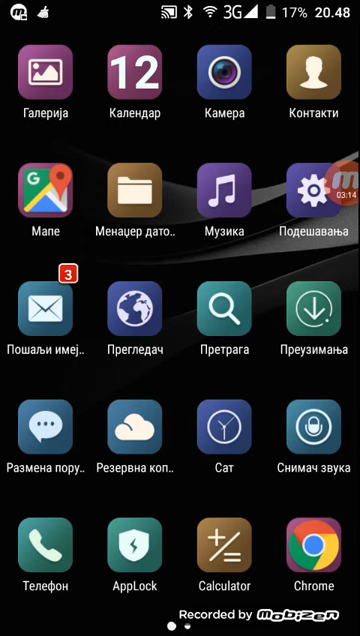 3G 17% 20.48
12
Галерија Календар Камера Контакти
03:14
Мапе Менаџер дато.. Музика Подешавања
3
Пошаљи имеј.. Прегледач Претрага Преузимања
Размена пору.. Резервна коп.. Сат Снимач звука
Телефон AppLock Calculator Chrome
Recorded by mobizen